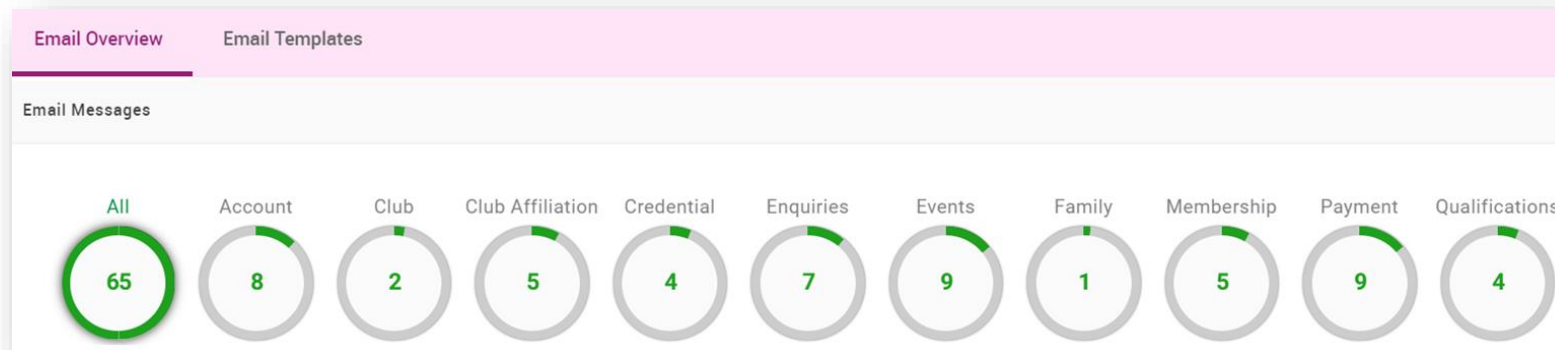 Email Overview Email Templates
Email Messages
All Account Club Club Affiliation Credential Enquiries Events Family Membership Payment Qualifications
65 8 2 5 4 7 9 1 5 9 4